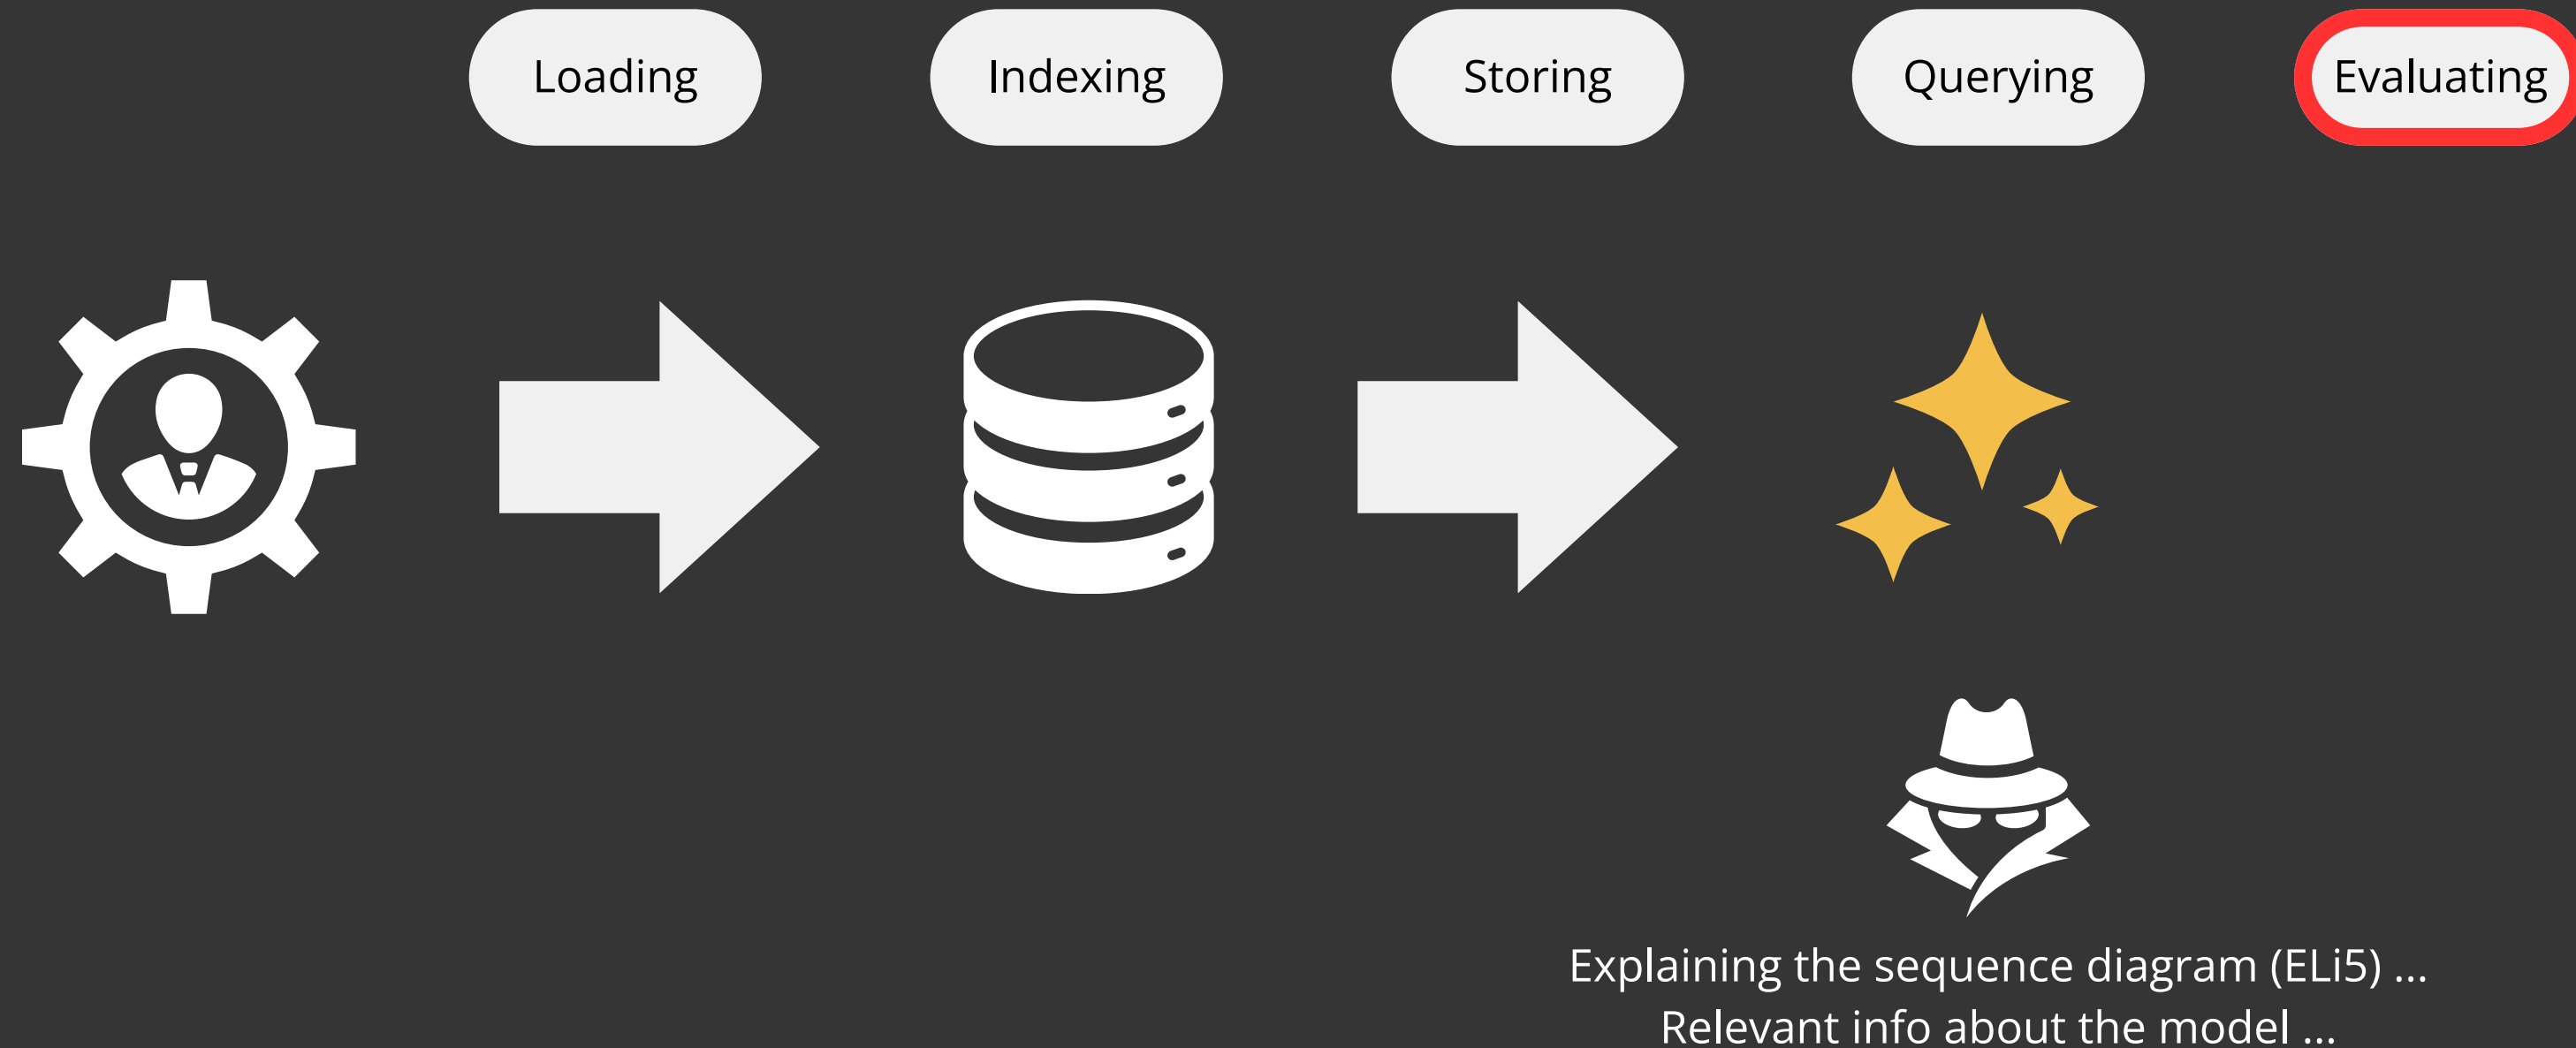 Loading
Indexing
Storing
Querying
Evaluating
Explaining the sequence diagram (ELi5) ...
Relevant info about the model ...